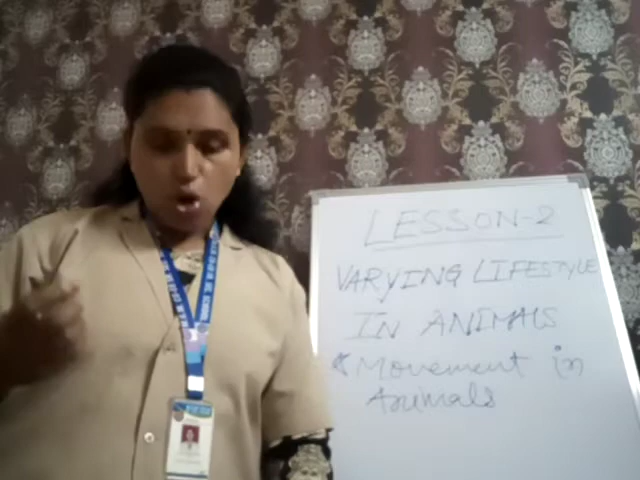 LESSON-2
VARYING LIFESTYLE
IN ANIMALS
* Movement in
Animals